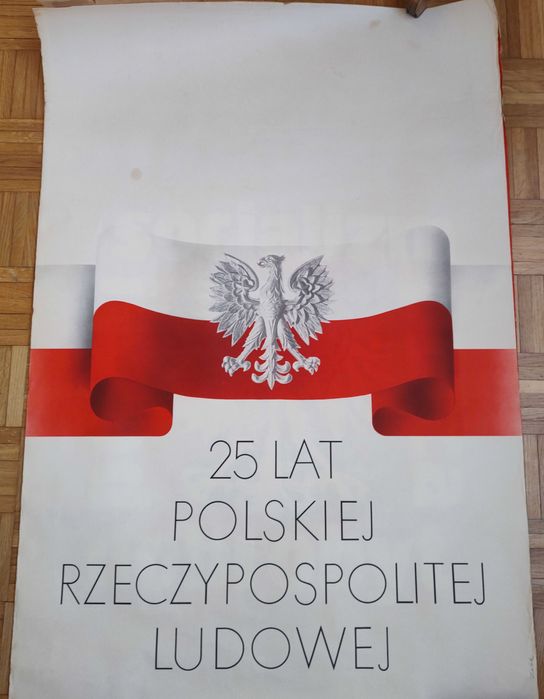 25 LAT
POLSKIEJ
RZECZYPOSPOLITEJ
LUDOWEJ